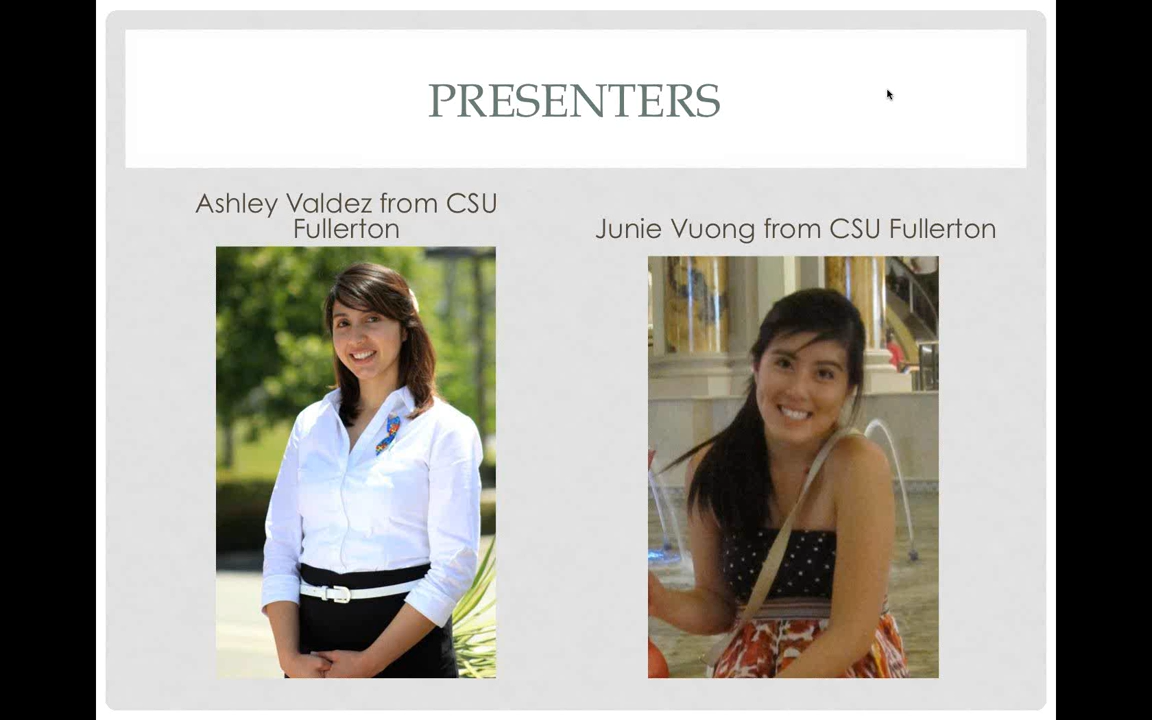 PRESENTERS
Ashley Valdez from CSU
Fullerton
Junie Vuong from CSU Fullerton